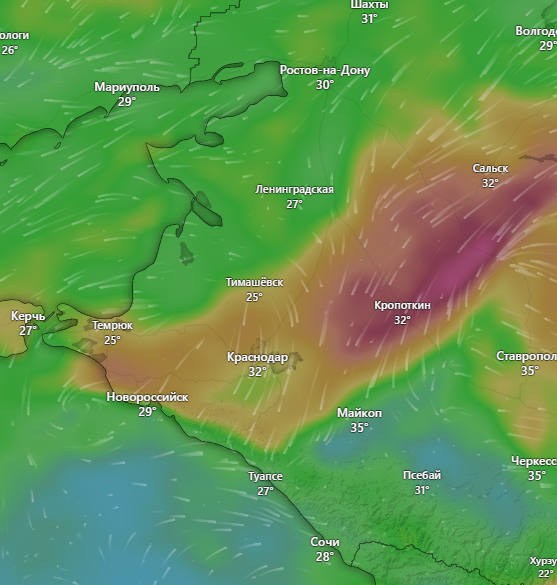 Шахты
31°
ологи
26°
Волгод
29°
Ростов-на-Дону
30°
Мариуполь
29°
Сальск
32°
Ленинградская
27°
Тимашёвск
25°
Кропоткин
32°
Керчь
27°
Темрюк
25°
Краснодар
32°
Ставропол
35°
Новороссийск
29°
Майкоп
35°
Туапсе
27°
Псебай
31°
Черкесс
35°
Сочи
28°
Хурзу
22°